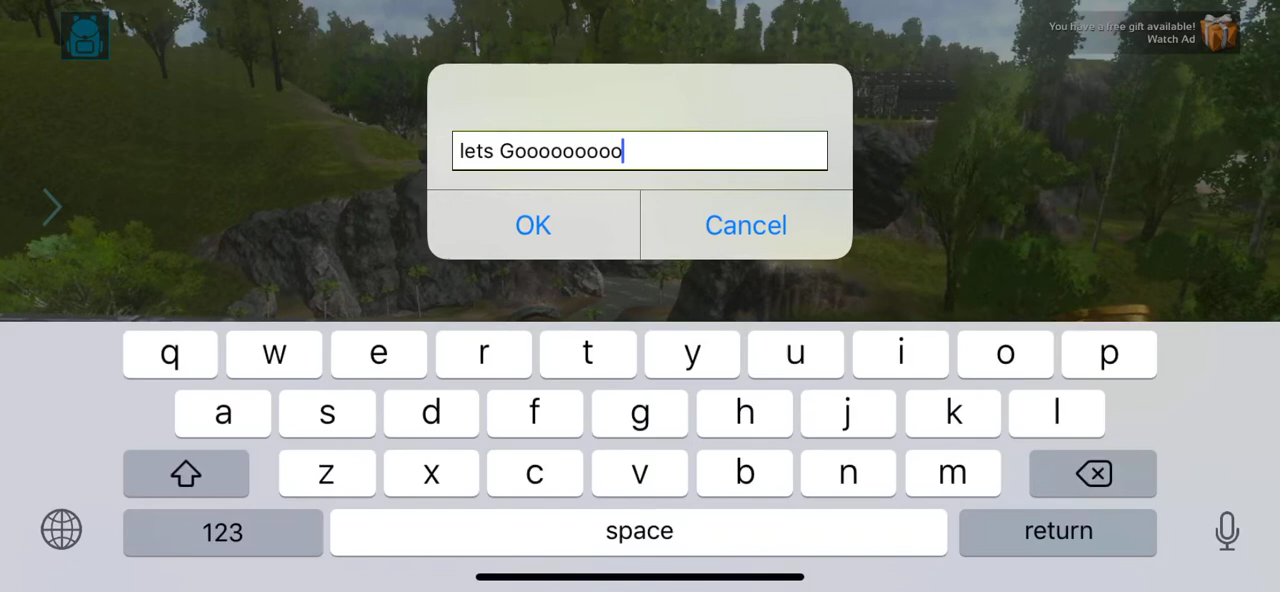 You have a free gift available!
Watch Ad
lets Gooooooooo
OK
Cancel
q w e r t y u i o p
a s d f g h j k l
z x c v b n m
123
space
return